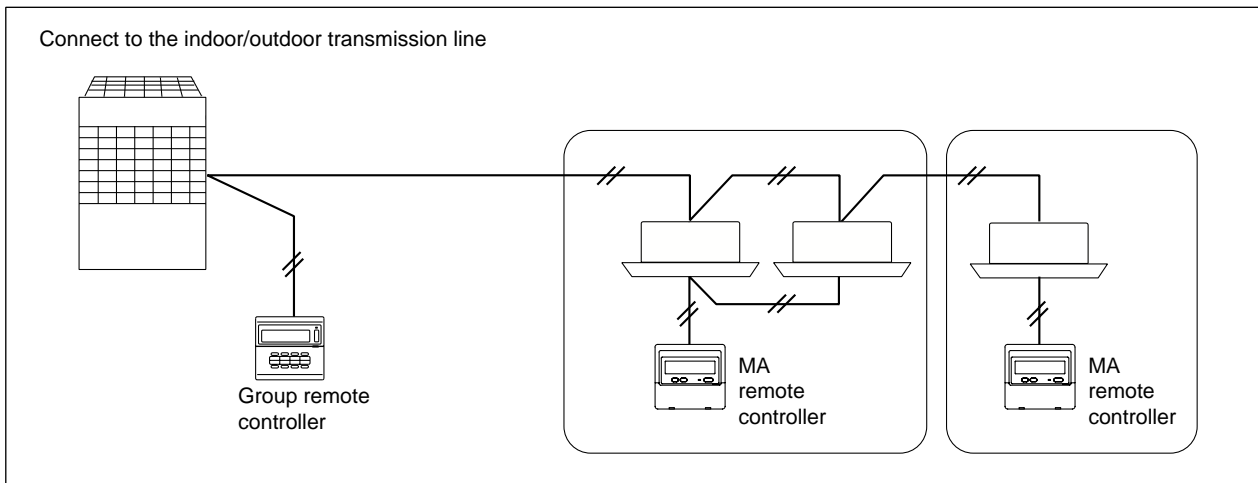 Connect to the indoor/outdoor transmission line
Group remote
controller
MA
remote
controller
MA
remote
controller